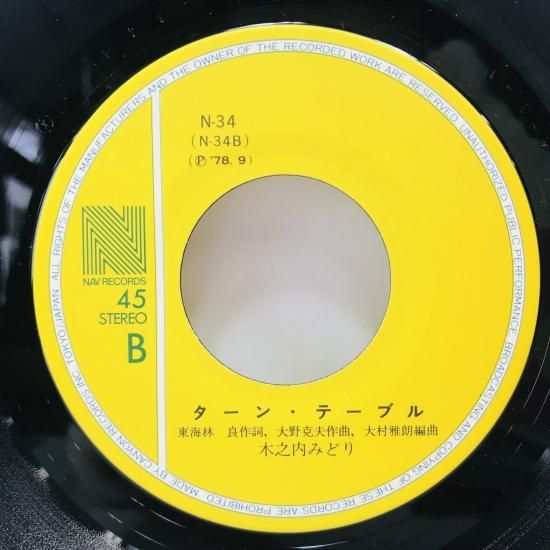 ALL RIGHTS OF THE MANUFACTURERS AND THE OWNER OF THE RECORDED WORK ARE RESERVED. UNAUTHORIZED PUBLIC PERFORMANCE, BROADCASTING AND COPYING OF THESE RECORDS ARE PROHIBITED. MADE BY CANYON RECORDS INC. TOKYO/JAPAN.
N-34
(N-34B)
(Ⓟ '78. 9)
N
NAV RECORDS
45
STEREO
B
ターン・テーブル
東海林 良作詞, 大野克夫作曲, 大村雅朗編曲
木之内みどり